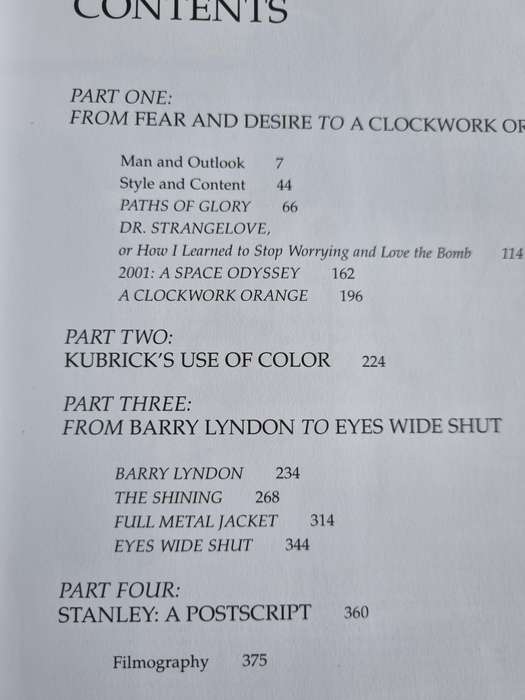 CONTENTS
PART ONE:
FROM FEAR AND DESIRE TO A CLOCKWORK OR
Man and Outlook 7
Style and Content 44
PATHS OF GLORY 66
DR. STRANGELOVE,
or How I Learned to Stop Worrying and Love the Bomb 114
2001: A SPACE ODYSSEY 162
A CLOCKWORK ORANGE 196
PART TWO:
KUBRICK'S USE OF COLOR 224
PART THREE:
FROM BARRY LYNDON TO EYES WIDE SHUT
BARRY LYNDON 234
THE SHINING 268
FULL METAL JACKET 314
EYES WIDE SHUT 344
PART FOUR:
STANLEY: A POSTSCRIPT 360
Filmography 375